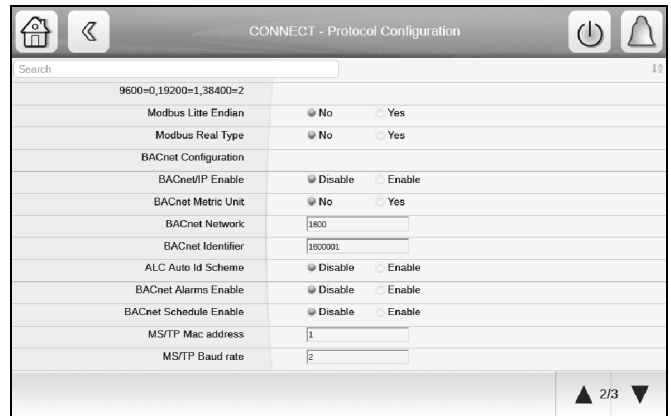 CONNECT - Protocol Configuration
Search
9600=0,19200=1,38400=2
Modbus Litte Endian No Yes
Modbus Real Type No Yes
BACnet Configuration
BACnet/IP Enable Disable Enable
BACnet Metric Unit No Yes
BACnet Network 1600
BACnet Identifier 1600001
ALC Auto Id Scheme Disable Enable
BACnet Alarms Enable Disable Enable
BACnet Schedule Enable Disable Enable
MS/TP Mac address 1
MS/TP Baud rate 2
2/3